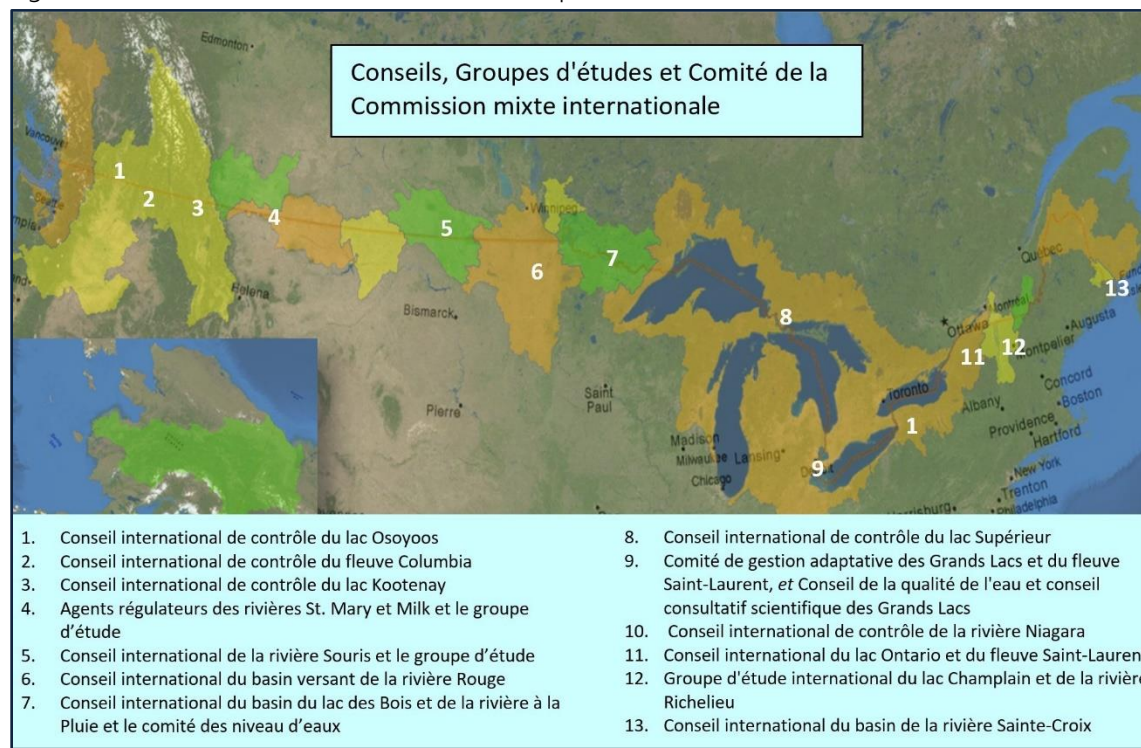 Conseils, Groupes d'études et Comité de la
Commission mixte internationale
Edmonton
Vancouver
Seattle
Helena
Bismarck
Pierre
Winnipeg
Saint
Paul
Madison
Milwaukee
Chicago
Lansing
Detroit
Toronto
Ottawa
Montréal
Québec
Montpelier
Augusta
Concord
Boston
Albany
Providence
Hartford
New York
Trenton
Philadelphia
Harrisburg
1
2
3
4
5
6
7
8
9
1
11
12
13
1. Conseil international de contrôle du lac Osoyoos
2. Conseil international de contrôle du fleuve Columbia
3. Conseil international de contrôle du lac Kootenay
4. Agents régulateurs des rivières St. Mary et Milk et le groupe
d'étude
5. Conseil international de la rivière Souris et le groupe d'étude
6. Conseil international du basin versant de la rivière Rouge
7. Conseil international du basin du lac des Bois et de la rivière à la
Pluie et le comité des niveau d'eaux
8. Conseil international de contrôle du lac Supérieur
9. Comité de gestion adaptative des Grands Lacs et du fleuve
Saint-Laurent, et Conseil de la qualité de l'eau et conseil
consultatif scientifique des Grands Lacs
10. Conseil international de contrôle de la rivière Niagara
11. Conseil international du lac Ontario et du fleuve Saint-Lauren
12. Groupe d'étude international du lac Champlain et de la rivière
Richelieu
13. Conseil international du basin de la rivière Sainte-Croix